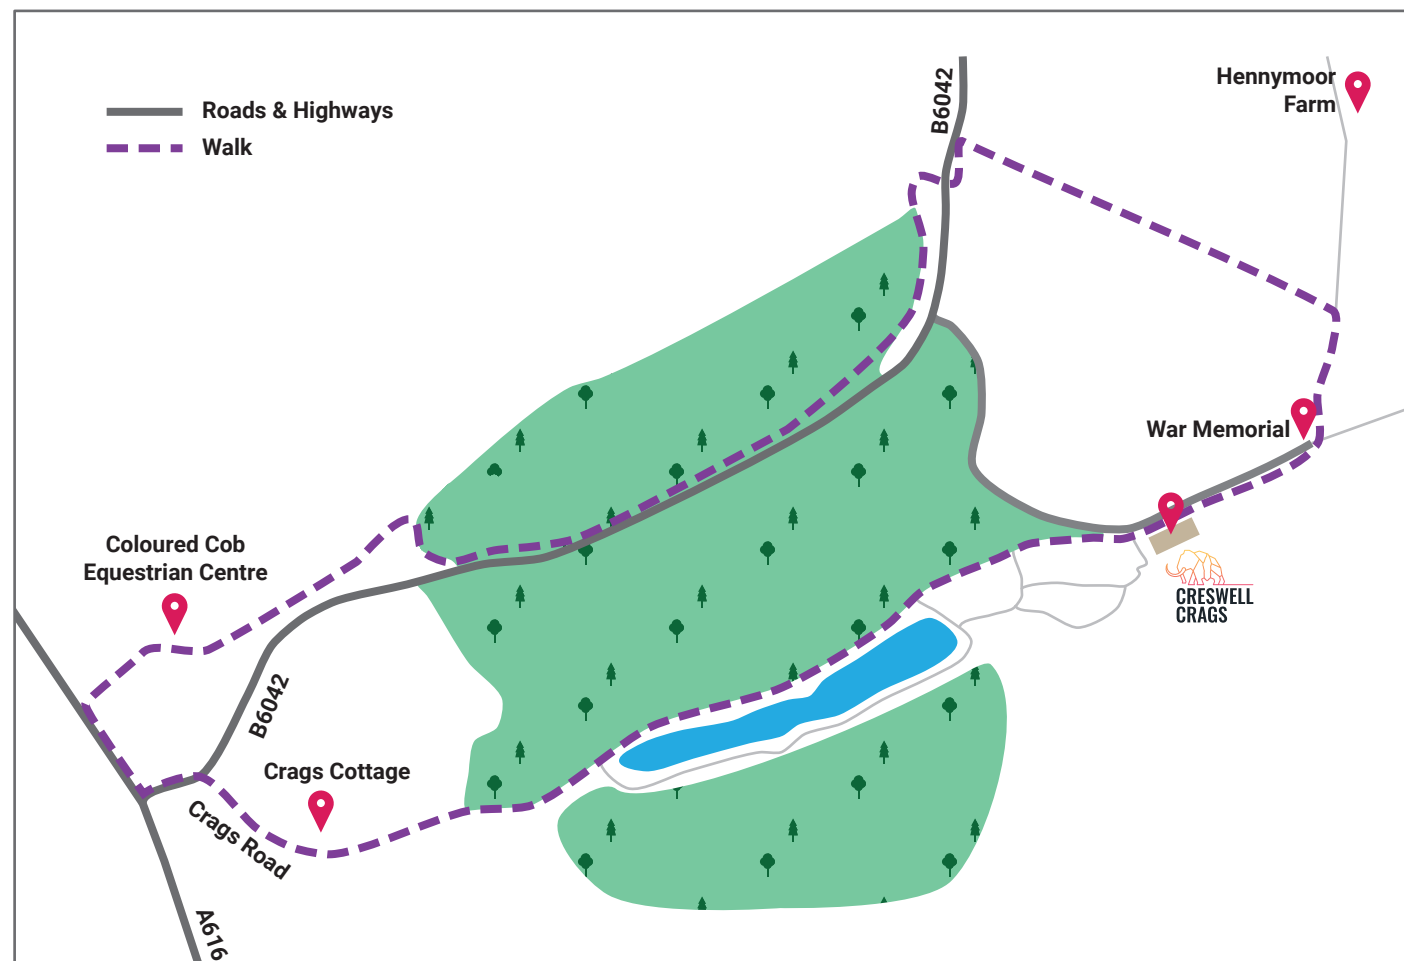 Roads & Highways
Walk
B6042
Hennymoor
Farm
War Memorial
Coloured Cob
Equestrian Centre
CRESWELL
CRAGS
B6042
Crags Cottage
Crags Road
A616